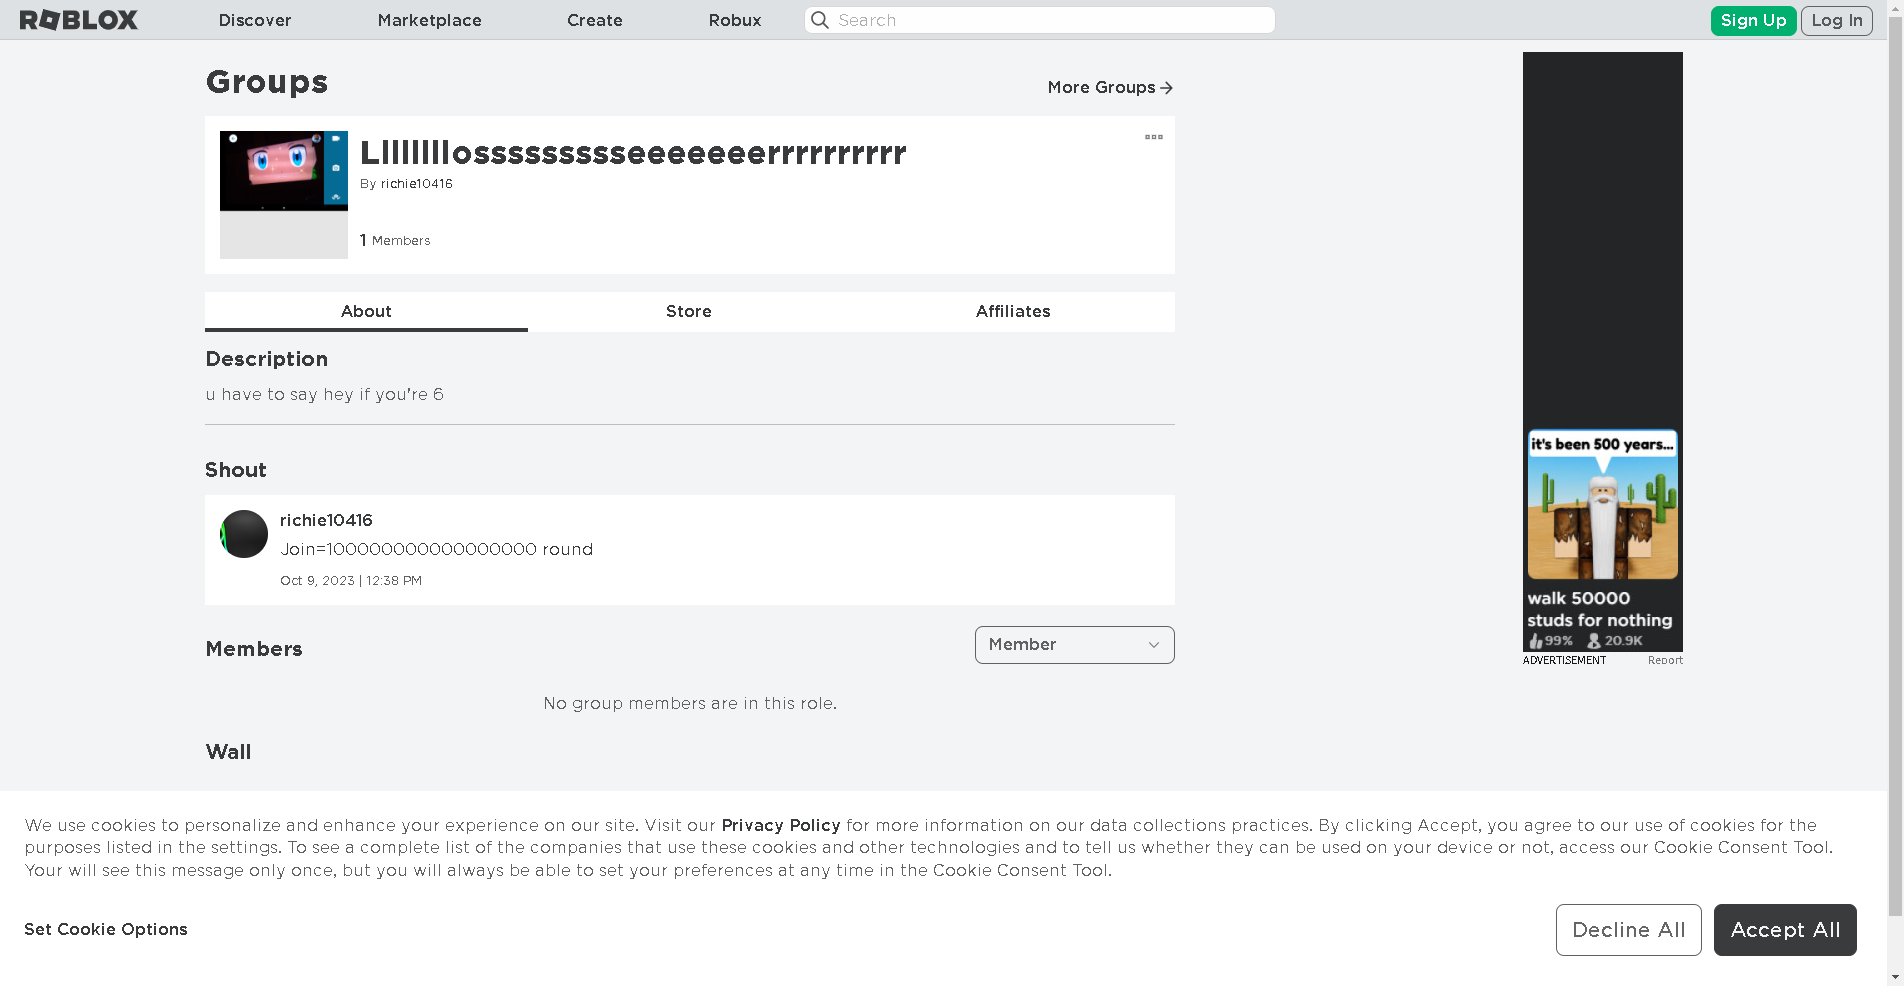 ROBLOX
Discover
Marketplace
Create
Robux
Search
Sign Up
Log In
Groups
More Groups
Llllllllossssssssseeeeeeerrrrrrrrrr
By richie10416
1 Members
About
Store
Affiliates
Description
u have to say hey if you're 6
Shout
richie10416
Join=100000000000000000 round
Oct 9, 2023 | 12:38 PM
Members
Member
No group members are in this role.
Wall
it's been 500 years...
walk 50000
studs for nothing
99% 20.9K
ADVERTISEMENT
Report
We use cookies to personalize and enhance your experience on our site. Visit our Privacy Policy for more information on our data collections practices. By clicking Accept, you agree to our use of cookies for the
purposes listed in the settings. To see a complete list of the companies that use these cookies and other technologies and to tell us whether they can be used on your device or not, access our Cookie Consent Tool.
Your will see this message only once, but you will always be able to set your preferences at any time in the Cookie Consent Tool.
Set Cookie Options
Decline All
Accept All